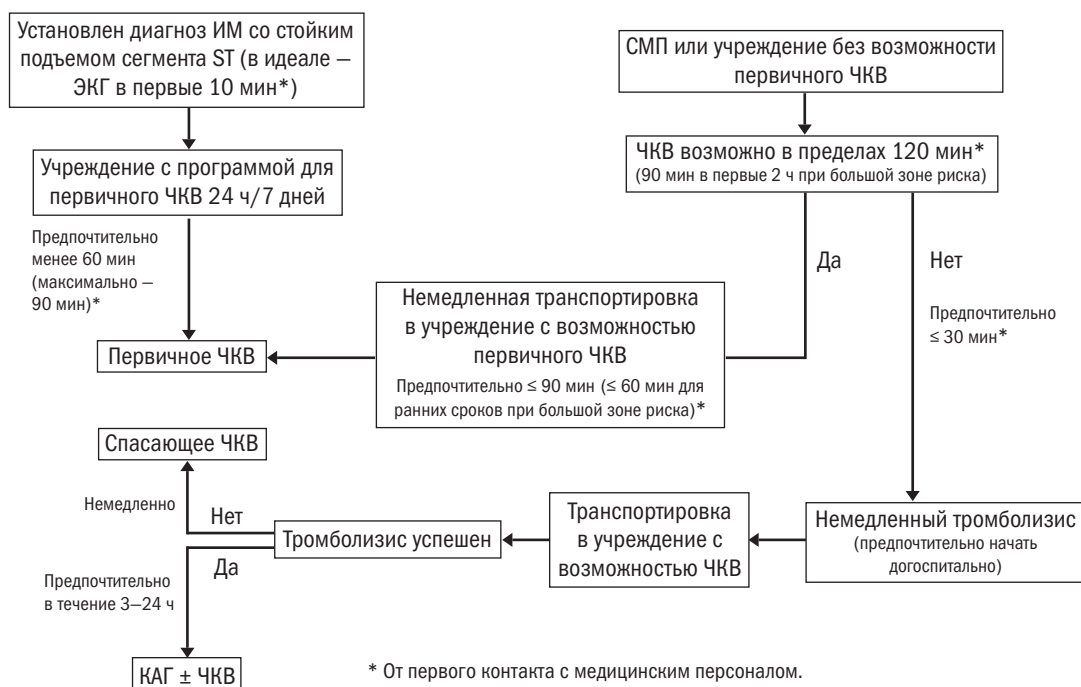 Установлен диагноз ИМ со стойким
подъемом сегмента ST (в идеале —
ЭКГ в первые 10 мин*)
СМП или учреждение без возможности
первичного ЧКВ
Учреждение с программой для
первичного ЧКВ 24 ч/7 дней
ЧКВ возможно в пределах 120 мин*
(90 мин в первые 2 ч при большой зоне риска)
Предпочтительно
менее 60 мин
(максимально —
90 мин)*
Да
Нет
Немедленная транспортировка
в учреждение с возможностью
первичного ЧКВ
Предпочтительно ≤ 90 мин (≤ 60 мин для
ранних сроков при большой зоне риска)*
Предпочтительно
≤ 30 мин*
Первичное ЧКВ
Спасающее ЧКВ
Немедленно
Нет
Тромболизис успешен
Да
Транспортировка
в учреждение с
возможностью ЧКВ
Немедленный тромболизис
(предпочтительно начать
догоспитально)
Предпочтительно
в течение 3—24 ч
КАГ ± ЧКВ
* От первого контакта с медицинским персоналом.